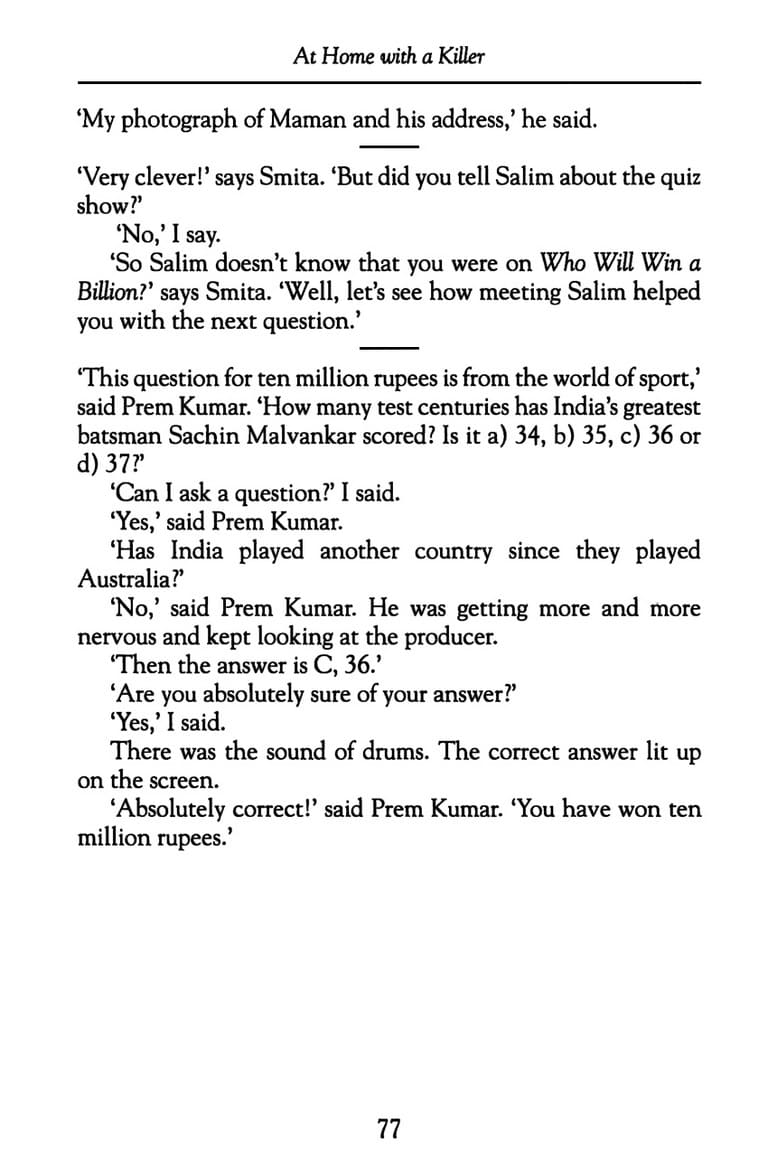 At Home with a Killer
‘My photograph of Maman and his address,’ he said.
‘Very clever!’ says Smita. ‘But did you tell Salim about the quiz
show?’
‘No,’ I say.
‘So Salim doesn’t know that you were on Who Will Win a
Billion?’ says Smita. ‘Well, let’s see how meeting Salim helped
you with the next question.’
‘This question for ten million rupees is from the world of sport,’
said Prem Kumar. ‘How many test centuries has India’s greatest
batsman Sachin Malvankar scored? Is it a) 34, b) 35, c) 36 or
d) 37?’
‘Can I ask a question?’ I said.
‘Yes,’ said Prem Kumar.
‘Has India played another country since they played
Australia?’
‘No,’ said Prem Kumar. He was getting more and more
nervous and kept looking at the producer.
‘Then the answer is C, 36.’
‘Are you absolutely sure of your answer?’
‘Yes,’ I said.
There was the sound of drums. The correct answer lit up
on the screen.
‘Absolutely correct!’ said Prem Kumar. ‘You have won ten
million rupees.’
77